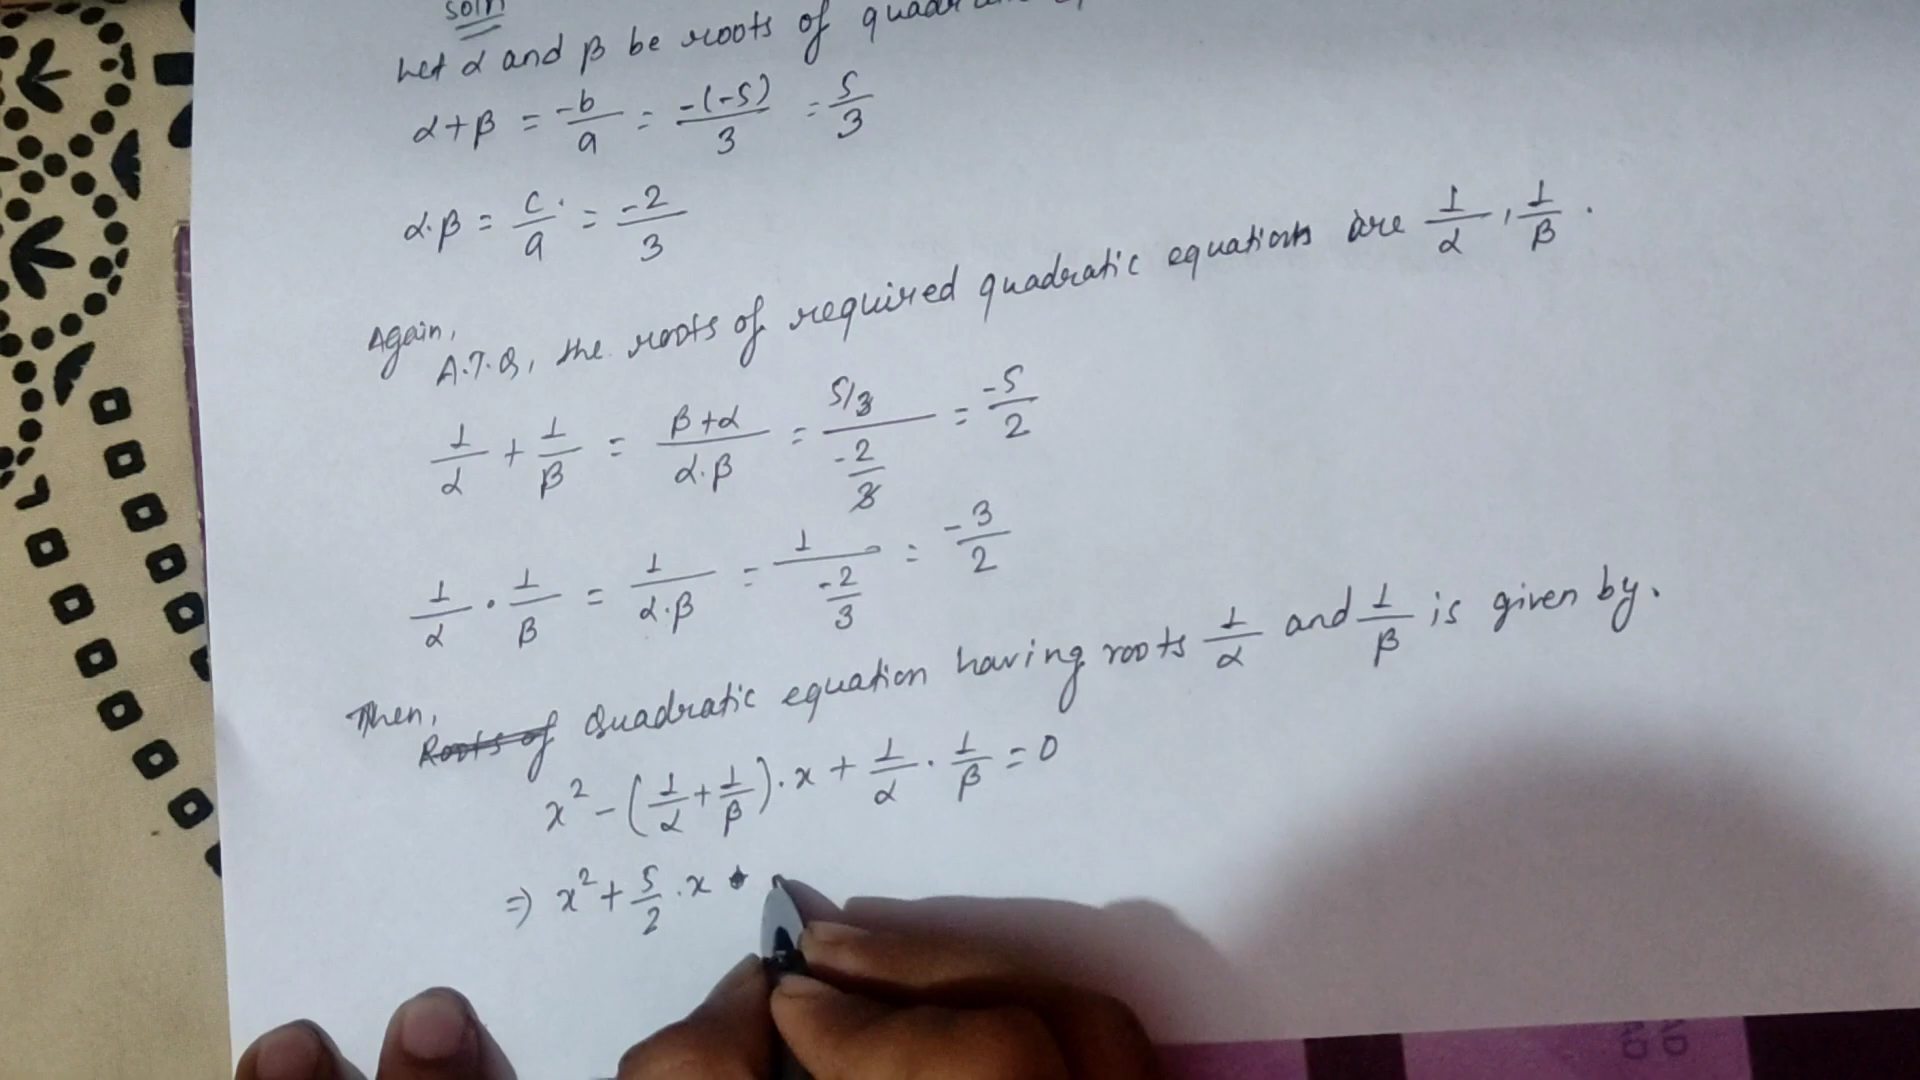 Soln
Let α and β be roots of
α+β = -b/a = -(-5)/3 = 5/3
α.β = c/a = -2/3
Again,
A.T.Q, the roots of required quadratic equations are 1/α, 1/β.
1/α + 1/β = β+α/α.β = 5/3/-2/3 = -5/2
1/α . 1/β = 1/α.β = 1/-2/3 = -3/2
Then,
Roots of Quadratic equation having roots 1/α and 1/β is given by.
x² - (1/α + 1/β).x + 1/α . 1/β = 0
⇒ x² + 5/2 .x